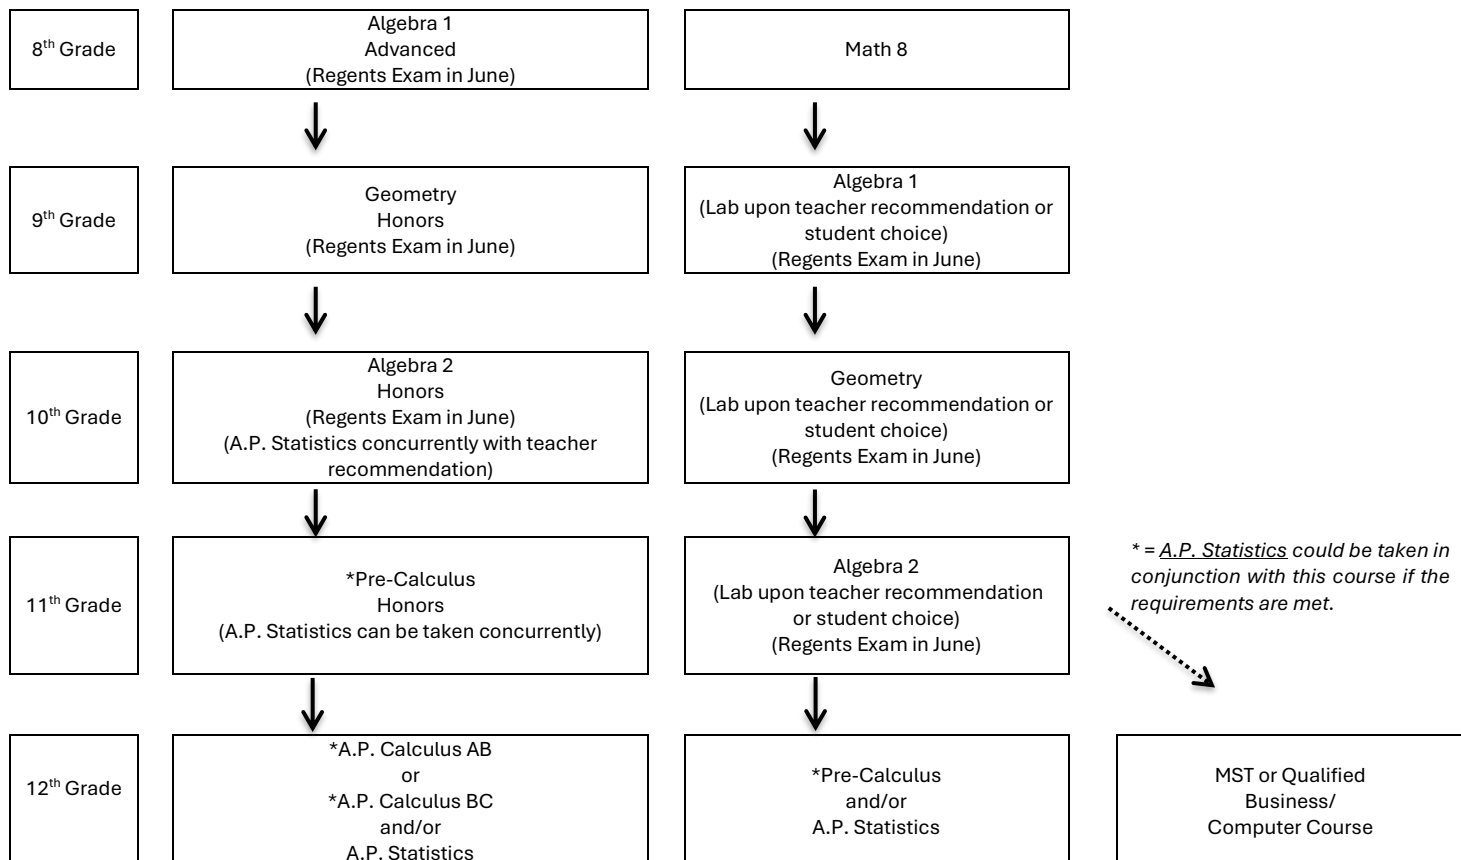 8th Grade
Algebra 1
Advanced
(Regents Exam in June)
Math 8
9th Grade
Geometry
Honors
(Regents Exam in June)
Algebra 1
(Lab upon teacher recommendation or
student choice)
(Regents Exam in June)
10th Grade
Algebra 2
Honors
(Regents Exam in June)
(A.P. Statistics concurrently with teacher
recommendation)
Geometry
(Lab upon teacher recommendation or
student choice)
(Regents Exam in June)
11th Grade
*Pre-Calculus
Honors
(A.P. Statistics can be taken concurrently)
Algebra 2
(Lab upon teacher recommendation
or student choice)
(Regents Exam in June)
* = A.P. Statistics could be taken in
conjunction with this course if the
requirements are met.
12th Grade
*A.P. Calculus AB
or
*A.P. Calculus BC
and/or
A.P. Statistics
*Pre-Calculus
and/or
A.P. Statistics
MST or Qualified
Business/
Computer Course